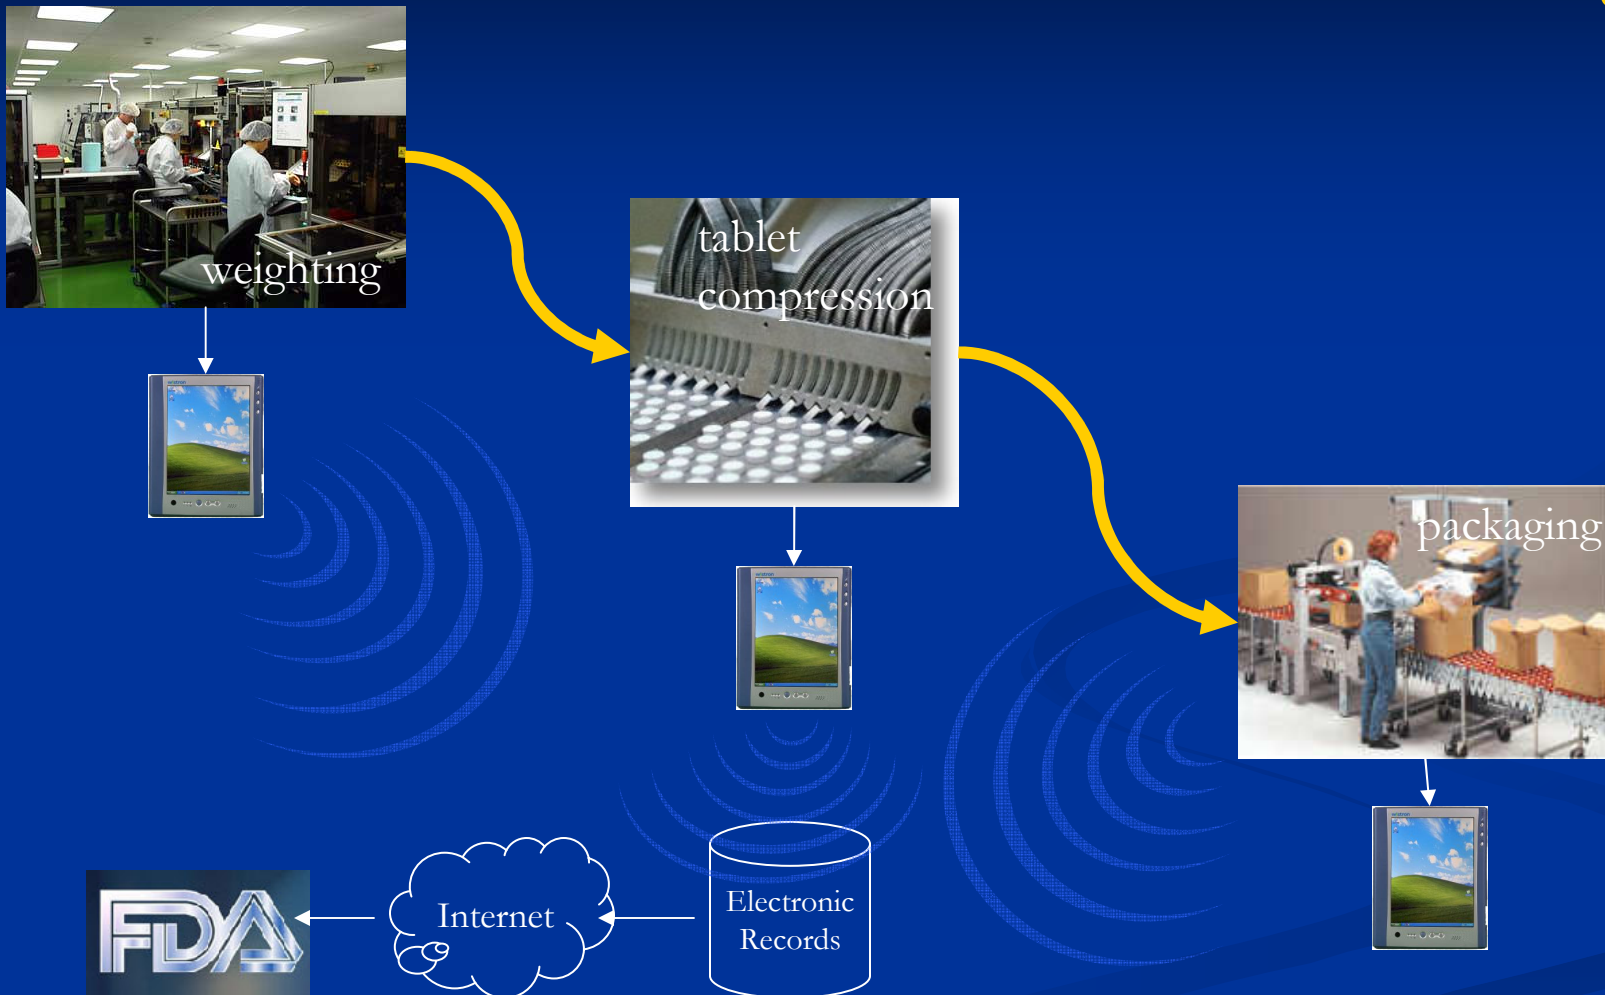 weighting
tablet
compression
packaging
Electronic
Records
Internet
FDA